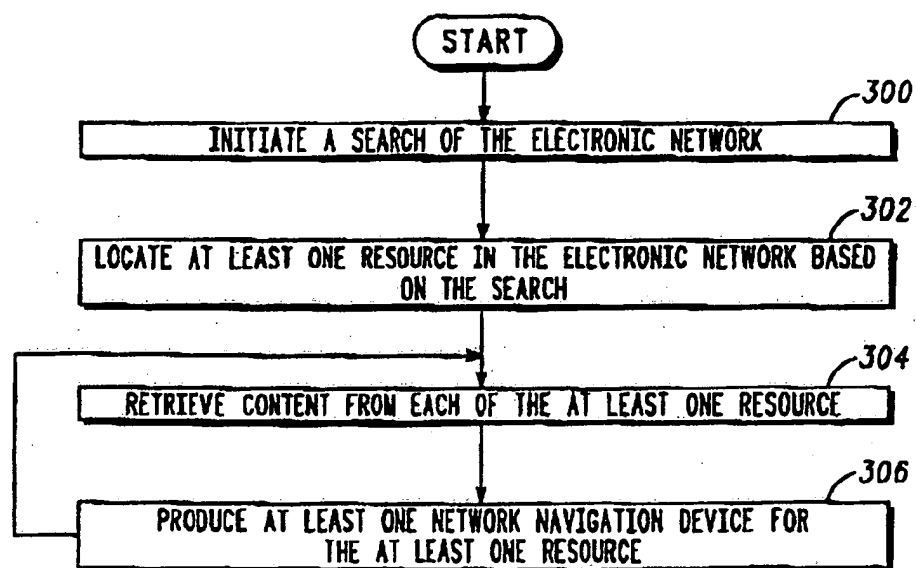 START
300
INITIATE A SEARCH OF THE ELECTRONIC NETWORK
302
LOCATE AT LEAST ONE RESOURCE IN THE ELECTRONIC NETWORK BASED
ON THE SEARCH
304
RETRIEVE CONTENT FROM EACH OF THE AT LEAST ONE RESOURCE
306
PRODUCE AT LEAST ONE NETWORK NAVIGATION DEVICE FOR
THE AT LEAST ONE RESOURCE